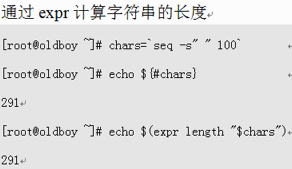 通过 expr 计算字符串的长度
[root@oldboy ~]# chars=`seq -s" " 100`
[root@oldboy ~]# echo ${#chars}
291
[root@oldboy ~]# echo $(expr length "$chars")
291